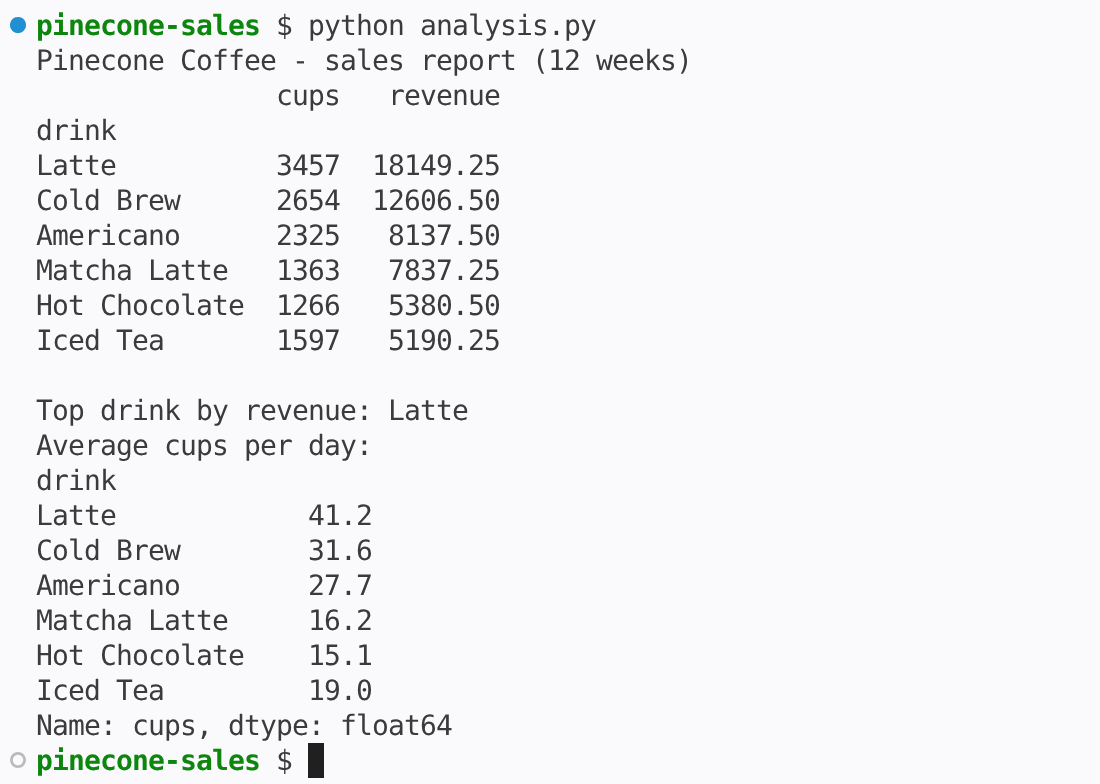 pinecone-sales $ python analysis.py
Pinecone Coffee - sales report (12 weeks)
               cups   revenue
drink
Latte          3457  18149.25
Cold Brew      2654  12606.50
Americano      2325   8137.50
Matcha Latte   1363   7837.25
Hot Chocolate  1266   5380.50
Iced Tea       1597   5190.25

Top drink by revenue: Latte
Average cups per day:
drink
Latte            41.2
Cold Brew        31.6
Americano        27.7
Matcha Latte     16.2
Hot Chocolate    15.1
Iced Tea         19.0
Name: cups, dtype: float64
pinecone-sales $